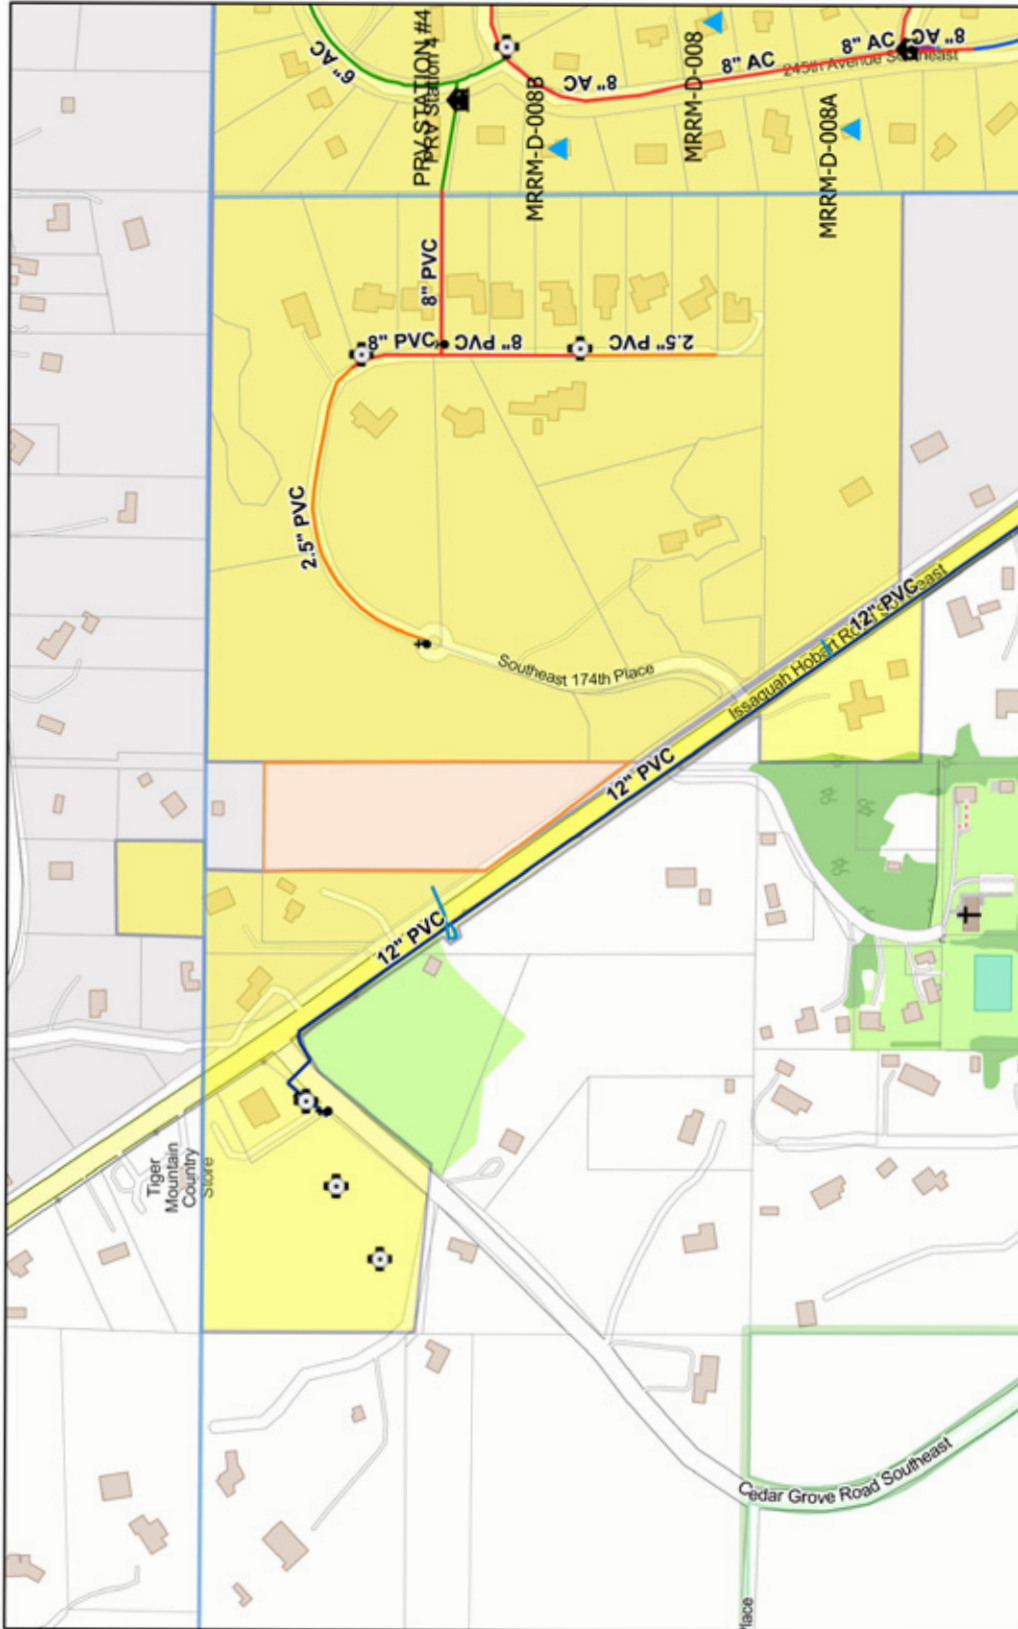 PRV STATION #4
PRV Station 4
6" AC
8" AC
8" AC
8" AC
8" AC
245th Avenue Southeast
MRRM-D-008B
MRRM-D-008
MRRM-D-008A
8" PVC
8" PVC
8" PVC
2.5" PVC
2.5" PVC
Southeast 174th Place
12" PVC
Issaquah Hobart Road Southeast
12" PVC
12" PVC
Tiger
Mountain
Country
Store
Cedar Grove Road Southeast
Place